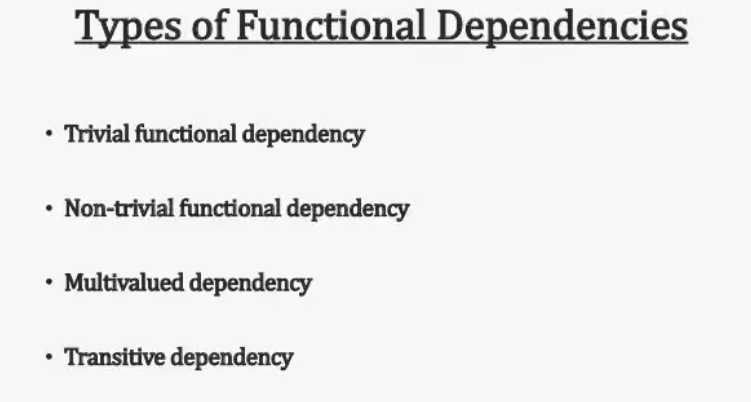 Types of Functional Dependencies
• Trivial functional dependency
• Non-trivial functional dependency
• Multivalued dependency
• Transitive dependency